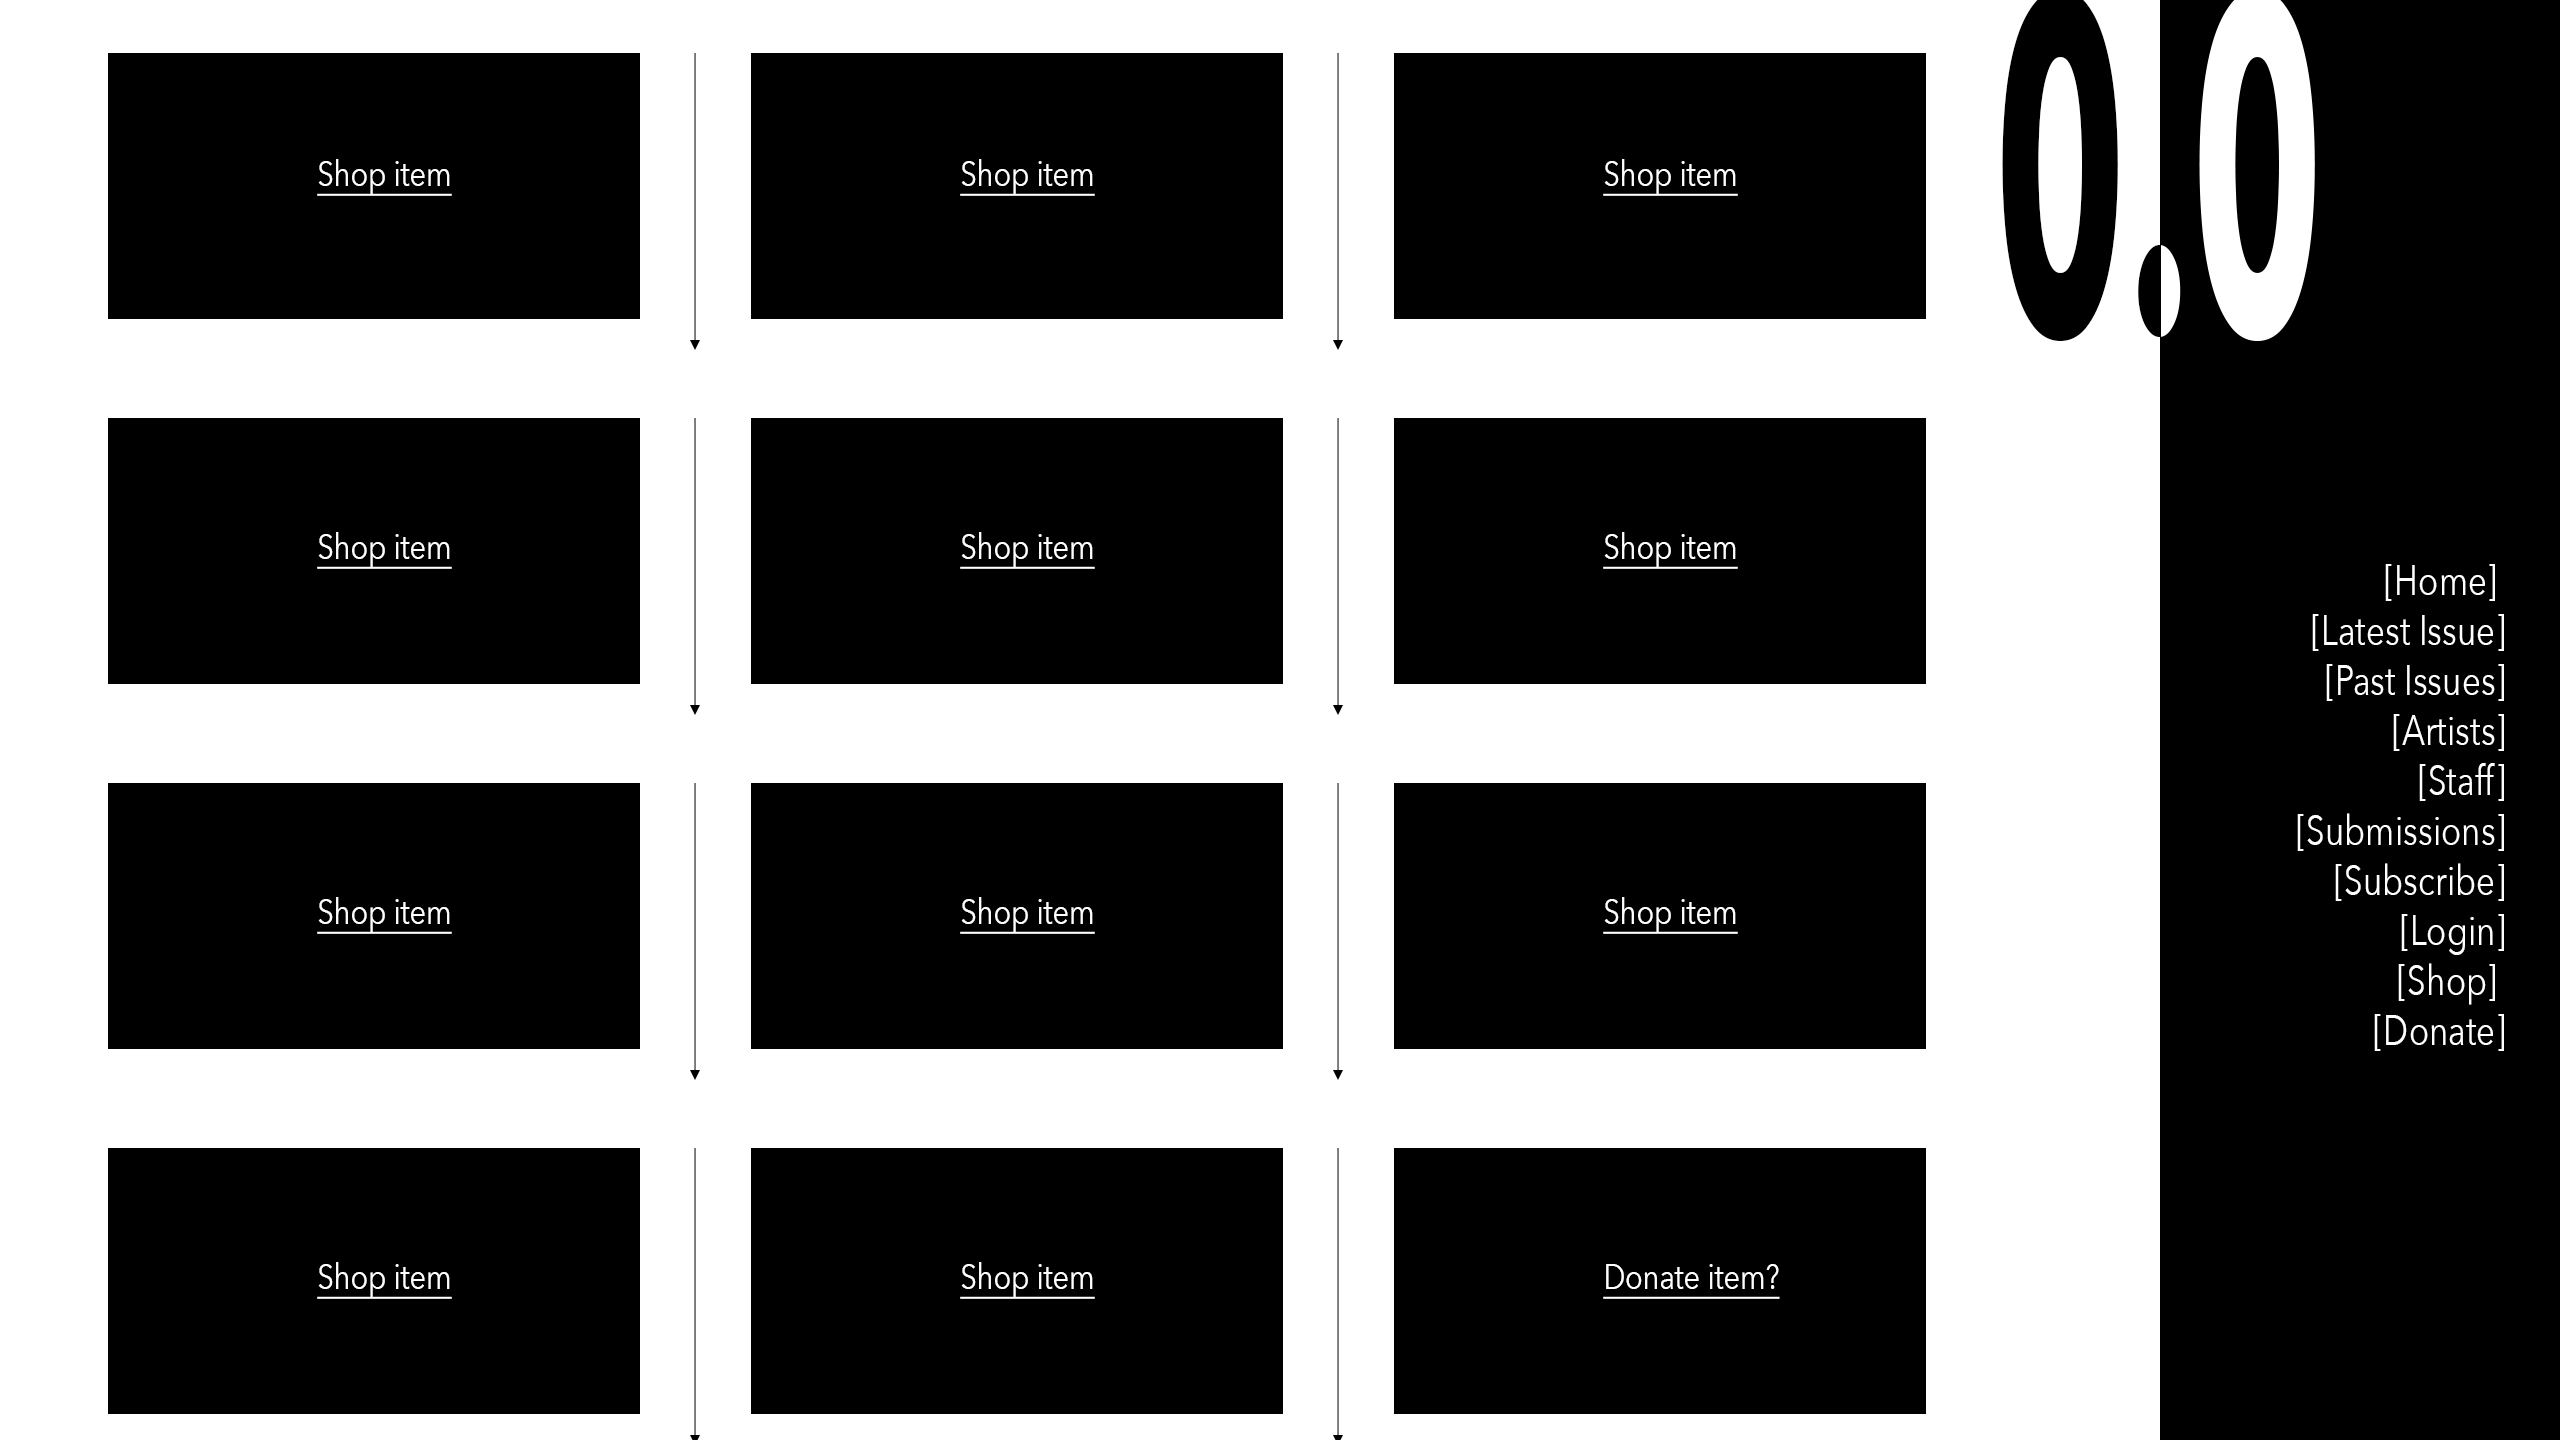 Shop item
Shop item
Shop item
0.0
Shop item
Shop item
Shop item
Shop item
Shop item
Shop item
Shop item
Shop item
Donate item?
[Home]
[Latest Issue]
[Past Issues]
[Artists]
[Staff]
[Submissions]
[Subscribe]
[Login]
[Shop]
[Donate]